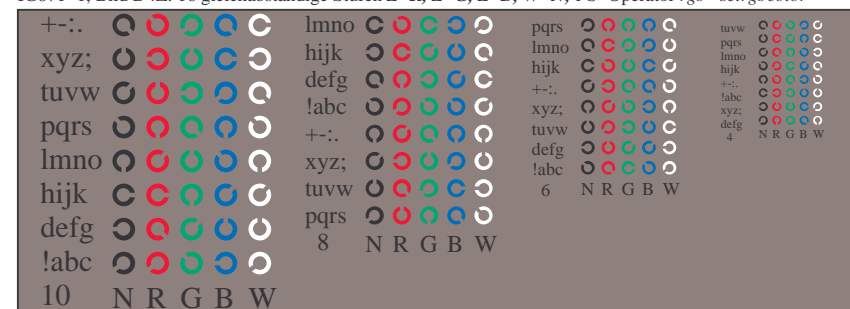 +-:.
xyz;
tuvw
pqrs
lmno
hijk
defg
!abc
10 N R G B W
lmno
hijk
defg
!abc
+-:.
xyz;
tuvw
pqrs
8 N R G B W
pqrs
lmno
hijk
+-:.
xyz;
tuvw
defg
!abc
6 N R G B W
tuvw
pqrs
lmno
hijk
+-:.
!abc
xyz;
defg
4 N R G B W